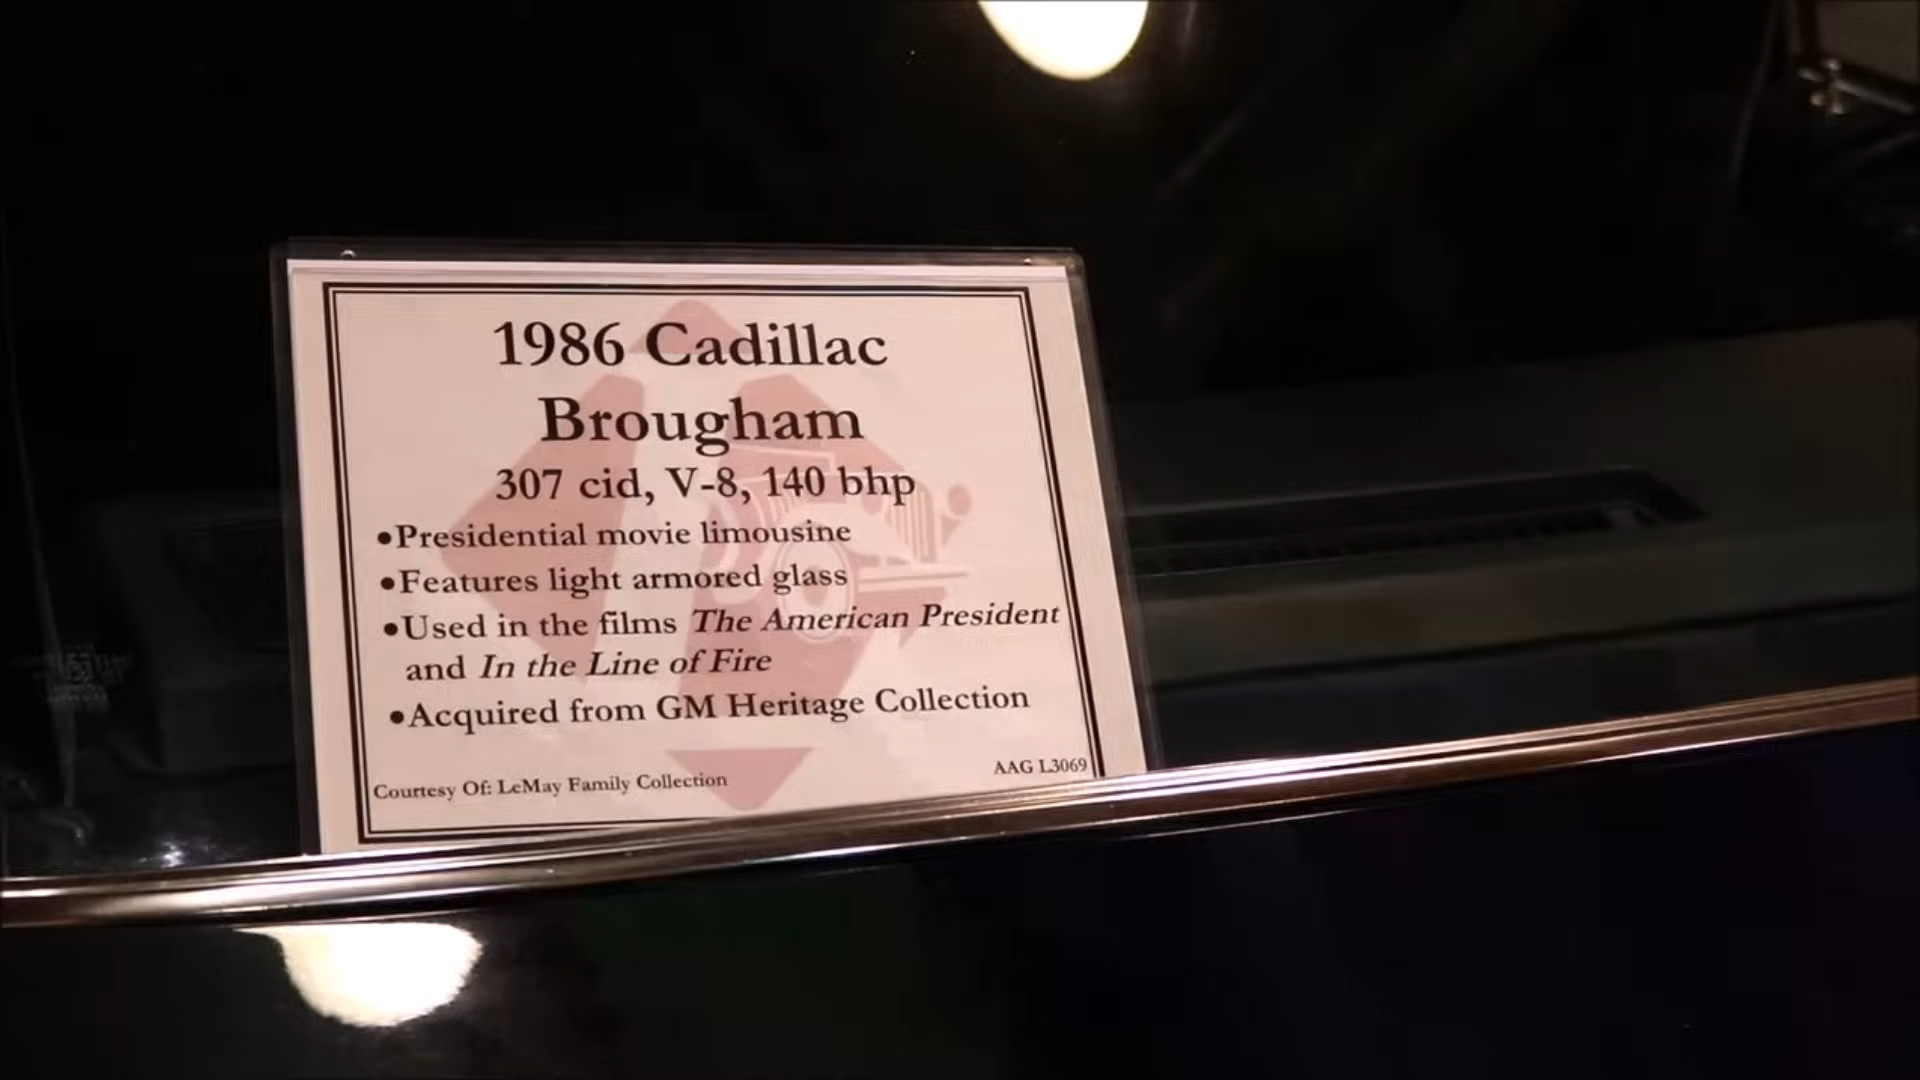 1986 Cadillac
Brougham
307 cid, V-8, 140 bhp
•Presidential movie limousine
•Features light armored glass
•Used in the films The American President
and In the Line of Fire
•Acquired from GM Heritage Collection
AAG L3069
Courtesy Of: LeMay Family Collection